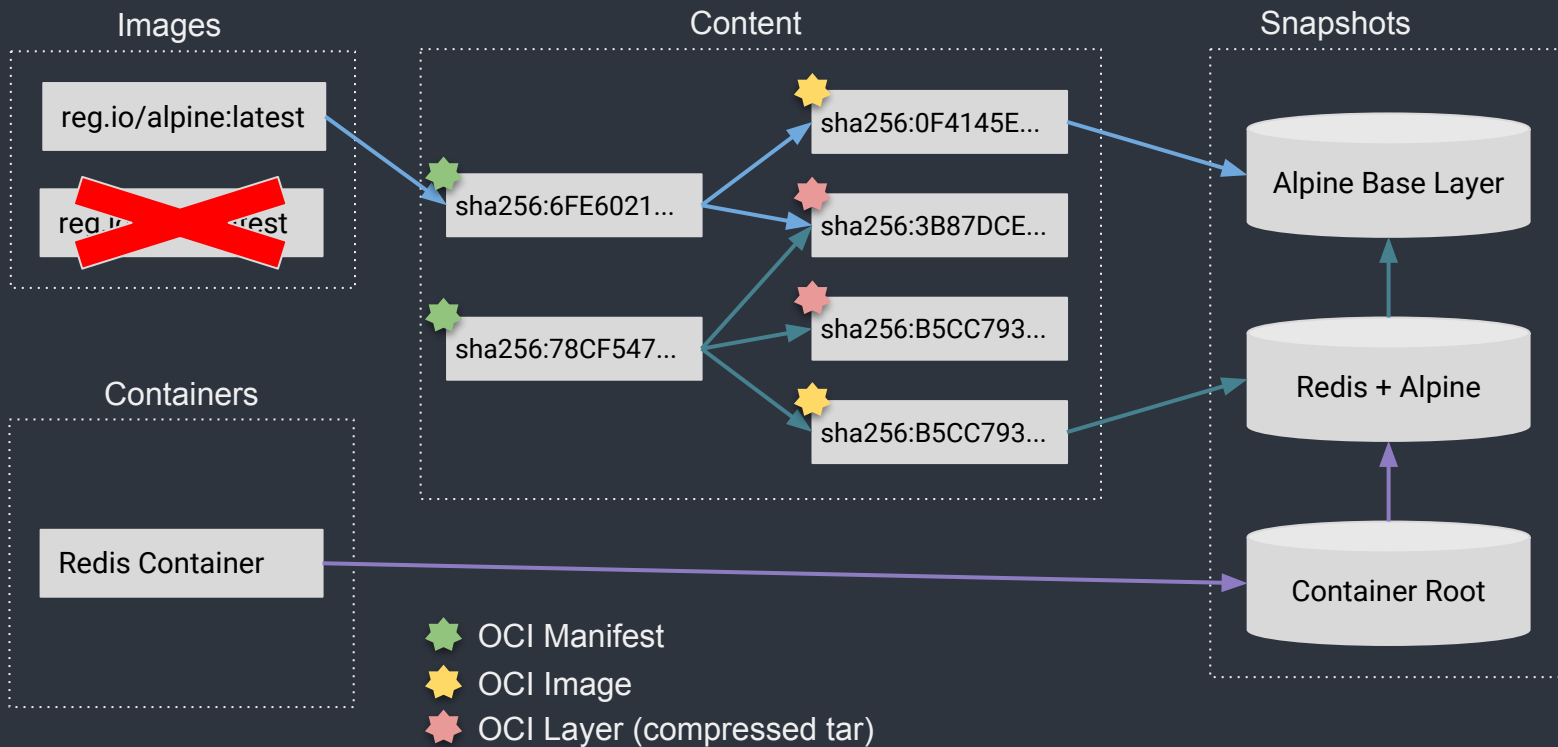 Images
Content
Snapshots
reg.io/alpine:latest
sha256:0F4145E...
Alpine Base Layer
sha256:6FE6021...
sha256:3B87DCE...
sha256:B5CC793...
sha256:78CF547...
Redis + Alpine
Containers
sha256:B5CC793...
Redis Container
Container Root
OCI Manifest
OCI Image
OCI Layer (compressed tar)